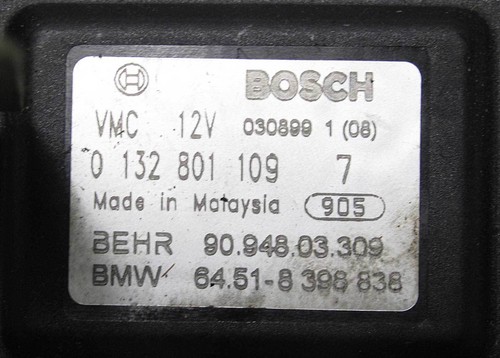 BOSCH
VMC 12V 030899 1 (08)
0 132 801 109 7
Made in Malaysia 905
BEHR 90.948.03.309
BMW 64.51-8 398 838